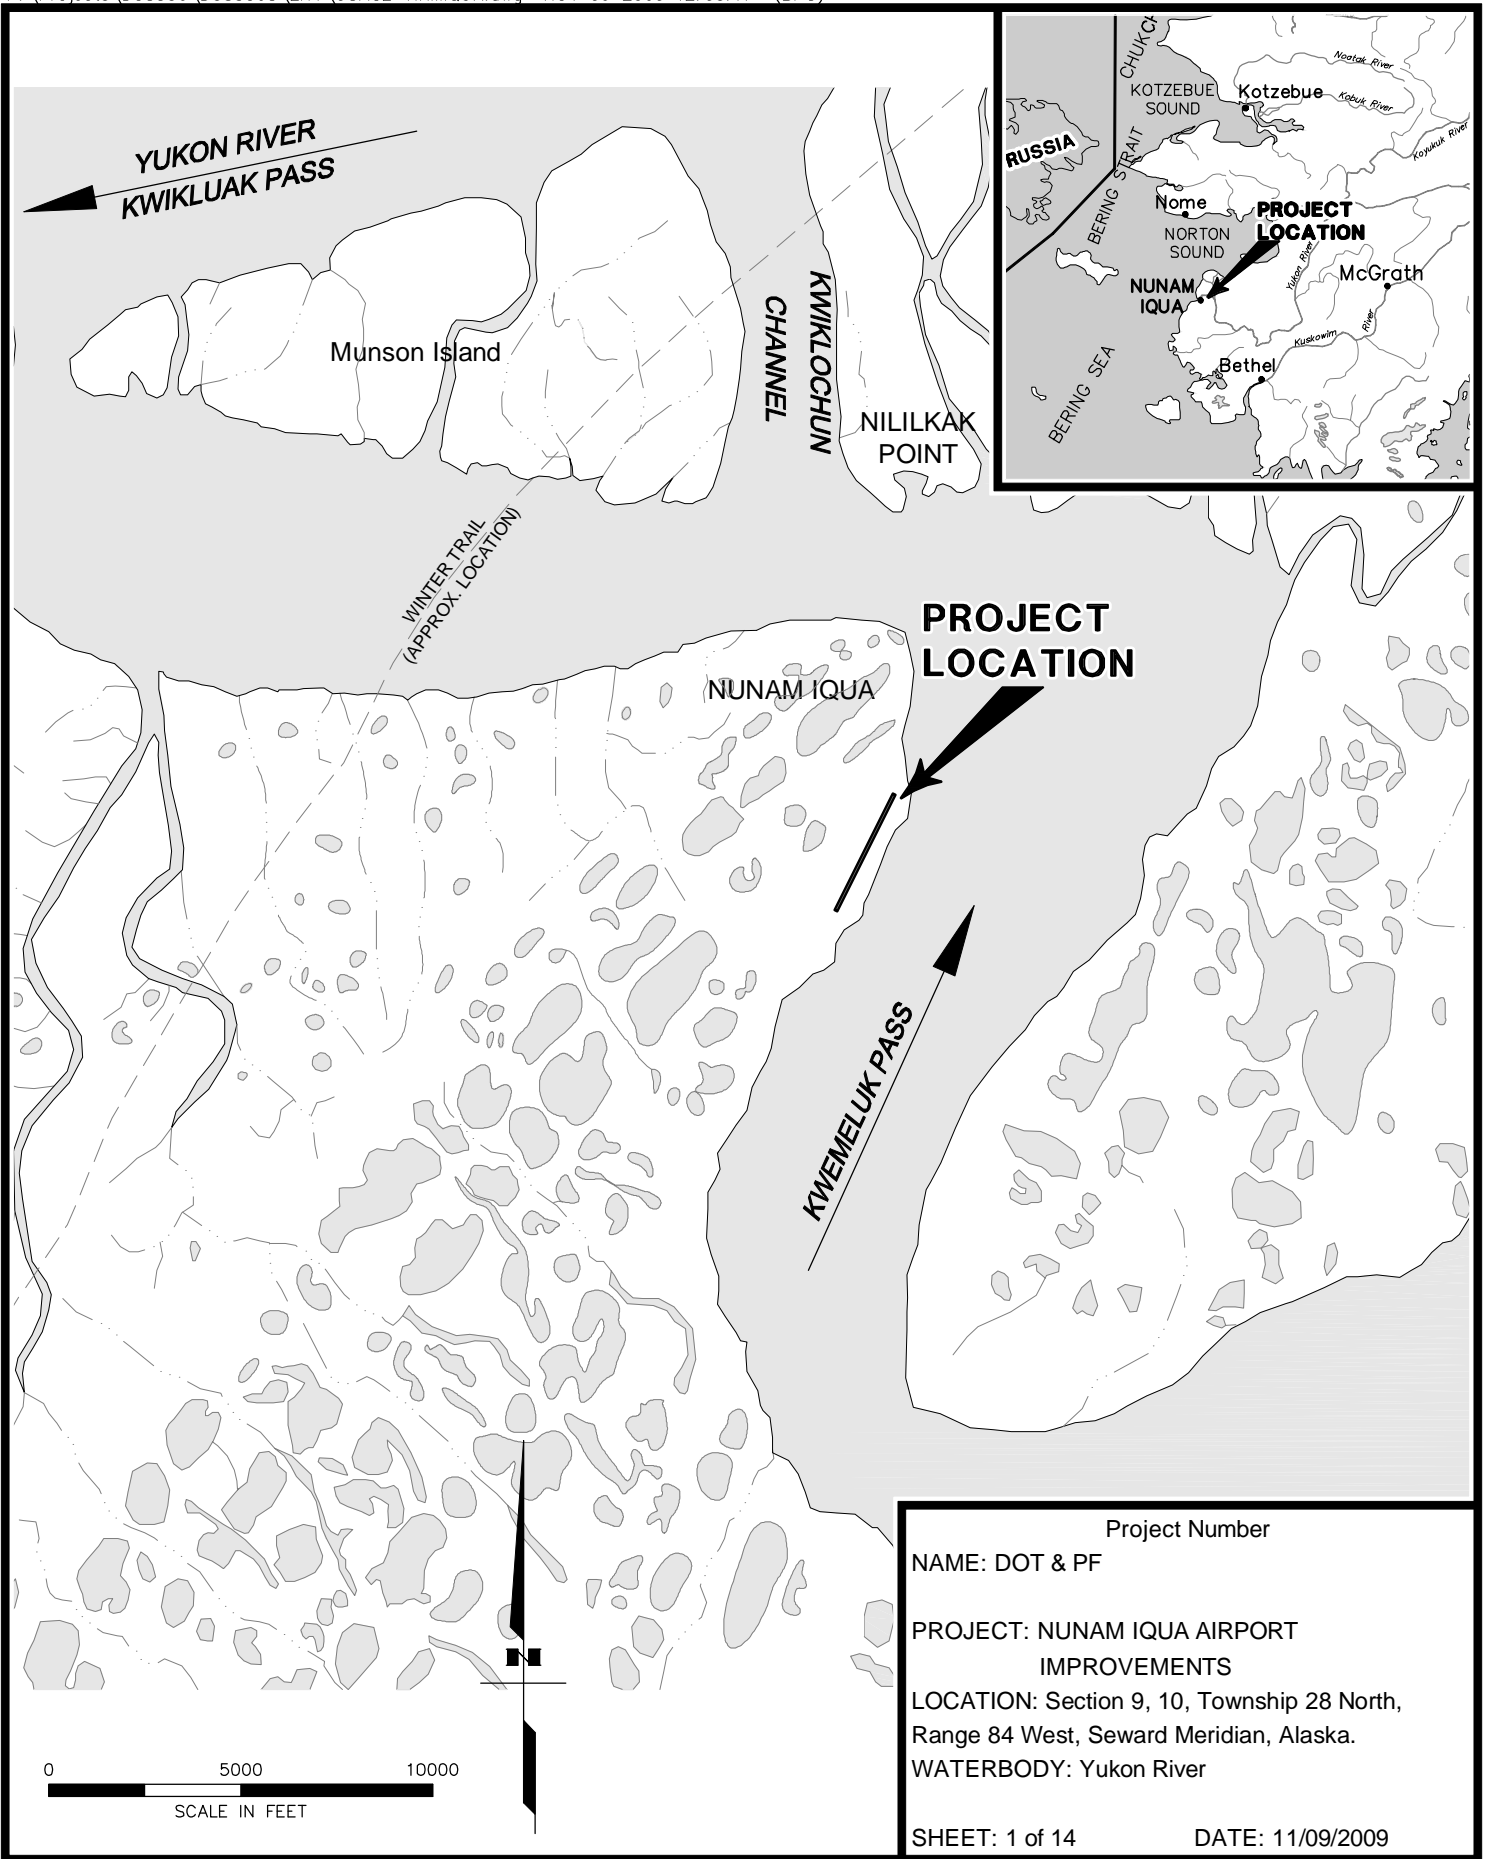 YUKON RIVER
KWIKLUAK PASS
Munson Island
KWIKLOCHUN
CHANNEL
NILILKAK
POINT
WINTER TRAIL
(APPROX. LOCATION)
NUNAM IQUA
PROJECT
LOCATION
KWEMELUK PASS
N
0 5000 10000
SCALE IN FEET
CHUKCH
KOTZEBUE
SOUND
Kotzebue
Noatak River
Kobuk River
Koyukuk River
RUSSIA
BERING STRAIT
Nome
NORTON
SOUND
PROJECT
LOCATION
Yukon River
McGrath
NUNAM
IQUA
Kuskowim River
Bethel
BERING SEA
Project Number
NAME: DOT & PF
PROJECT: NUNAM IQUA AIRPORT
IMPROVEMENTS
LOCATION: Section 9, 10, Township 28 North,
Range 84 West, Seward Meridian, Alaska.
WATERBODY: Yukon River
SHEET: 1 of 14 DATE: 11/09/2009